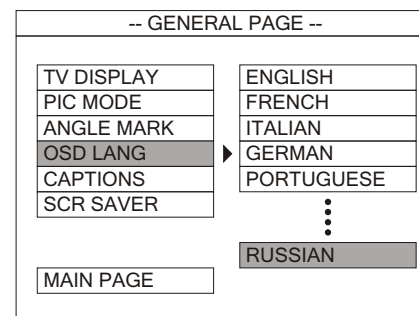 -- GENERAL PAGE --
TV DISPLAY
PIC MODE
ANGLE MARK
OSD LANG
CAPTIONS
SCR SAVER
MAIN PAGE
ENGLISH
FRENCH
ITALIAN
GERMAN
PORTUGUESE
RUSSIAN